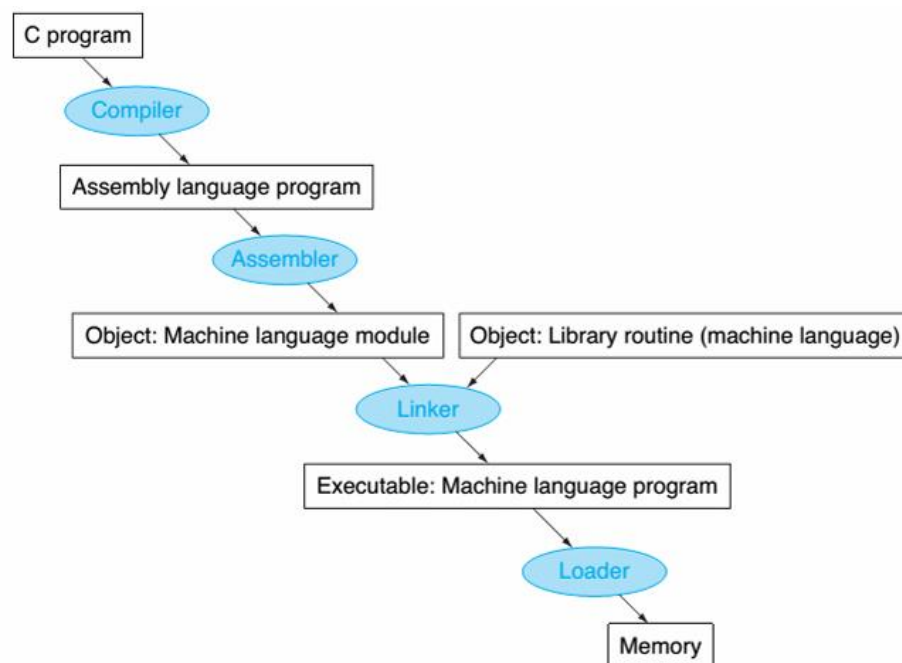 C program
Compiler
Assembly language program
Assembler
Object: Machine language module
Object: Library routine (machine language)
Linker
Executable: Machine language program
Loader
Memory